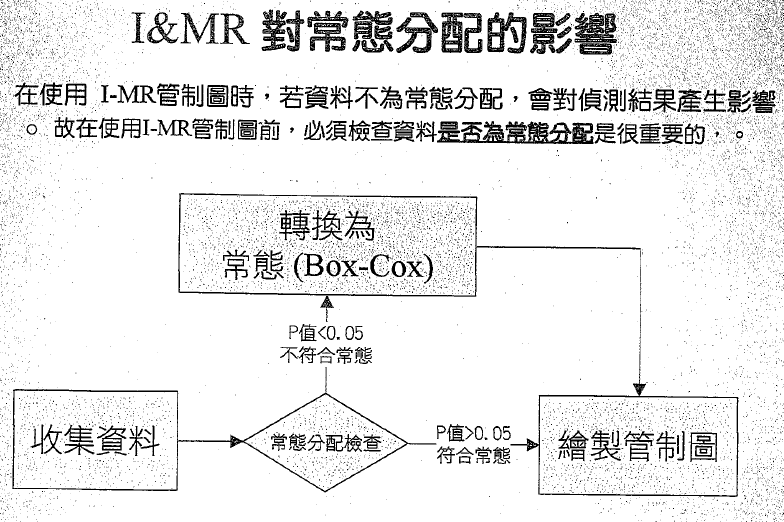 I&MR 對常態分配的影響
在使用 I-MR管制圖時，若資料不為常態分配，會對偵測結果產生影響
。 故在使用I-MR管制圖前，必須檢查資料是否為常態分配是很重要的，。
轉換為
常態 (Box-Cox)
P值<0.05
不符合常態
收集資料
常態分配檢查
P值>0.05
符合常態
繪製管制圖